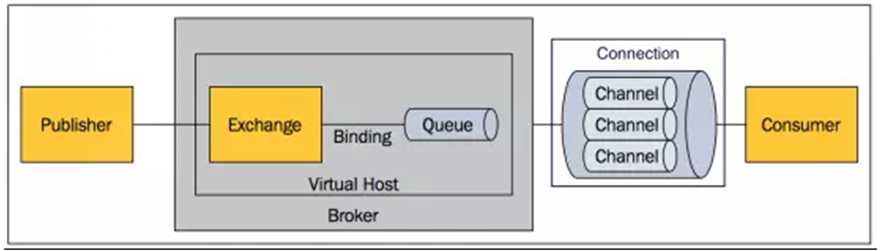 Connection
Publisher
Exchange
Binding
Queue
Virtual Host
Broker
Channel
Channel
Channel
Consumer